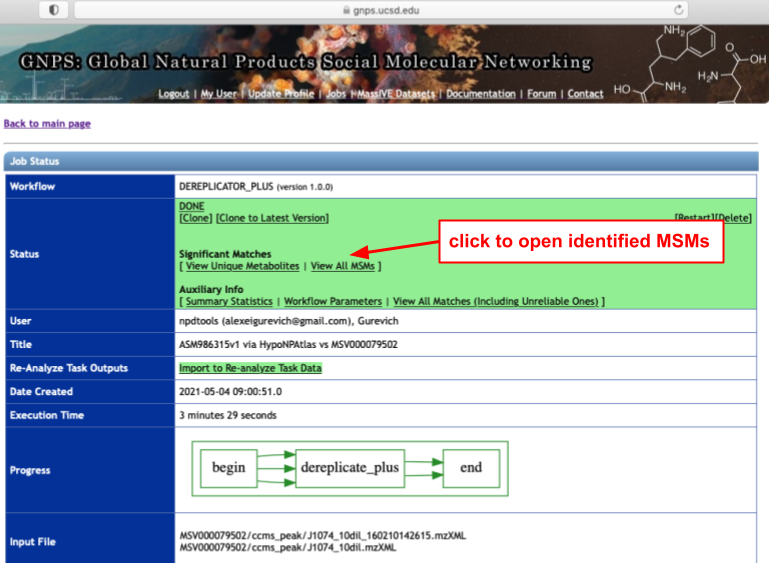 gnps.ucsd.edu
GNPS: Global Natural Products Social Molecular Networking
Logout | My User | Update Profile | Jobs | MassIVE Datasets | Documentation | Forum | Contact
NH2
O
OH
H2N
HO
NH2
Back to main page
Job Status
Workflow
DEREPLICATOR_PLUS (version 1.0.0)
Status
DONE
[Clone] [Clone to Latest Version] [Restart][Delete]
click to open identified MSMs
Significant Matches
[ View Unique Metabolites | View All MSMs ]
Auxiliary Info
[ Summary Statistics | Workflow Parameters | View All Matches (Including Unreliable Ones) ]
User
npdtools (alexeigurevich@gmail.com), Gurevich
Title
ASM986315v1 via HypoNPAtlas vs MSV000079502
Re-Analyze Task Outputs
Import to Re-analyze Task Data
Date Created
2021-05-04 09:00:51.0
Execution Time
3 minutes 29 seconds
Progress
begin dereplicate_plus end
Input File
MSV000079502/ccms_peak/J1074_10dil_160210142615.mzXML
MSV000079502/ccms_peak/J1074_10dil.mzXML